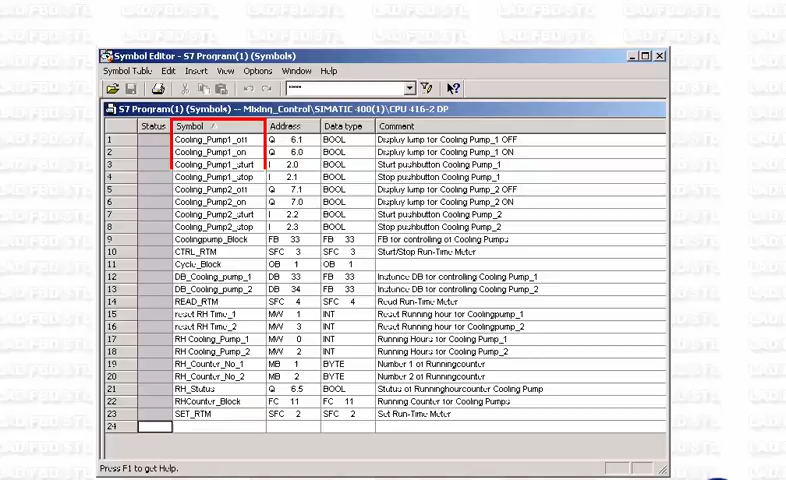 Symbol Editor - S7 Program(1) (Symbols)
Symbol Table Edit Insert View Options Window Help
S7 Program(1) (Symbols) -- Mixing_Control\SIMATIC 400(1)\CPU 416-2 DP
Status Symbol Address Data type Comment
1 Cooling_Pump1_off Q 6.1 BOOL Display lamp for Cooling Pump_1 OFF
2 Cooling_Pump1_on Q 6.0 BOOL Display lamp for Cooling Pump_1 ON
3 Cooling_Pump1_start I 2.0 BOOL Start pushbutton Cooling Pump_1
4 Cooling_Pump1_stop I 2.1 BOOL Stop pushbutton Cooling Pump_1
5 Cooling_Pump2_off Q 7.1 BOOL Display lamp for Cooling Pump_2 OFF
6 Cooling_Pump2_on Q 7.0 BOOL Display lamp for Cooling Pump_2 ON
7 Cooling_Pump2_start I 2.2 BOOL Start pushbutton Cooling Pump_2
8 Cooling_Pump2_stop I 2.3 BOOL Stop pushbutton Cooling Pump_2
9 Coolingpump_Block FB 33 FB 33 FB for controlling of Cooling Pumps
10 CTRL_RTM SFC 3 SFC 3 Start/Stop Run-Time Meter
11 Cycle_Block OB 1 OB 1
12 DB_Cooling_pump_1 DB 33 FB 33 Instance DB for controlling Cooling Pump_1
13 DB_Cooling_pump_2 DB 34 FB 33 Instance DB for controlling Cooling Pump_2
14 READ_RTM SFC 4 SFC 4 Read Run-Time Meter
15 reset RH Time_1 MW 1 INT Reset Running hour for Coolingpump_1
16 reset RH Time_2 MW 3 INT Reset Running hour for Coolingpump_2
17 RH Cooling_Pump_1 MW 0 INT Running Hours for Cooling Pump_1
18 RH Cooling_Pump_2 MW 2 INT Running Hours for Cooling Pump_2
19 RH_Counter_No_1 MB 1 BYTE Number 1 of Runningcounter
20 RH_Counter_No_2 MB 2 BYTE Number 2 of Runningcounter
21 RH_Status Q 6.5 BOOL Status of Runninghourcounter Cooling Pump
22 RHCounter_Block FC 11 FC 11 Running Counter for Cooling Pumps
23 SET_RTM SFC 2 SFC 2 Set Run-Time Meter
24
Press F1 to get Help.